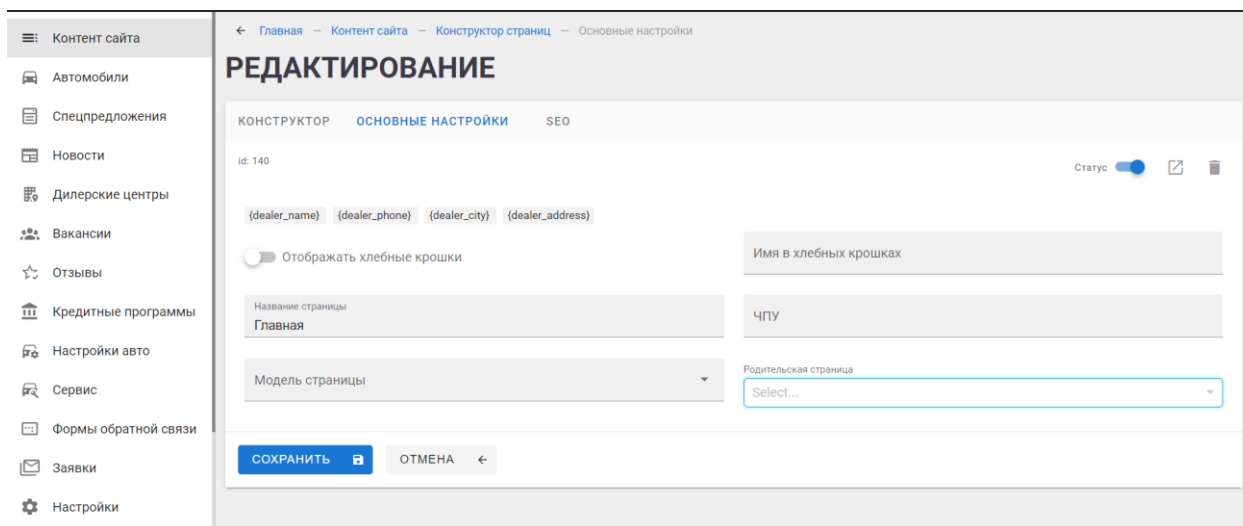 Контент сайта
Автомобили
Спецпредложения
Новости
Дилерские центры
Вакансии
Отзывы
Кредитные программы
Настройки авто
Сервис
Формы обратной связи
Заявки
Настройки
← Главная — Контент сайта — Конструктор страниц — Основные настройки
РЕДАКТИРОВАНИЕ
КОНСТРУКТОР ОСНОВНЫЕ НАСТРОЙКИ SEO
id: 140
Статус
{dealer_name} {dealer_phone} {dealer_city} {dealer_address}
Отображать хлебные крошки
Имя в хлебных крошках
Название страницы
Главная
ЧПУ
Модель страницы
Родительская страница
Select...
СОХРАНИТЬ
ОТМЕНА ←